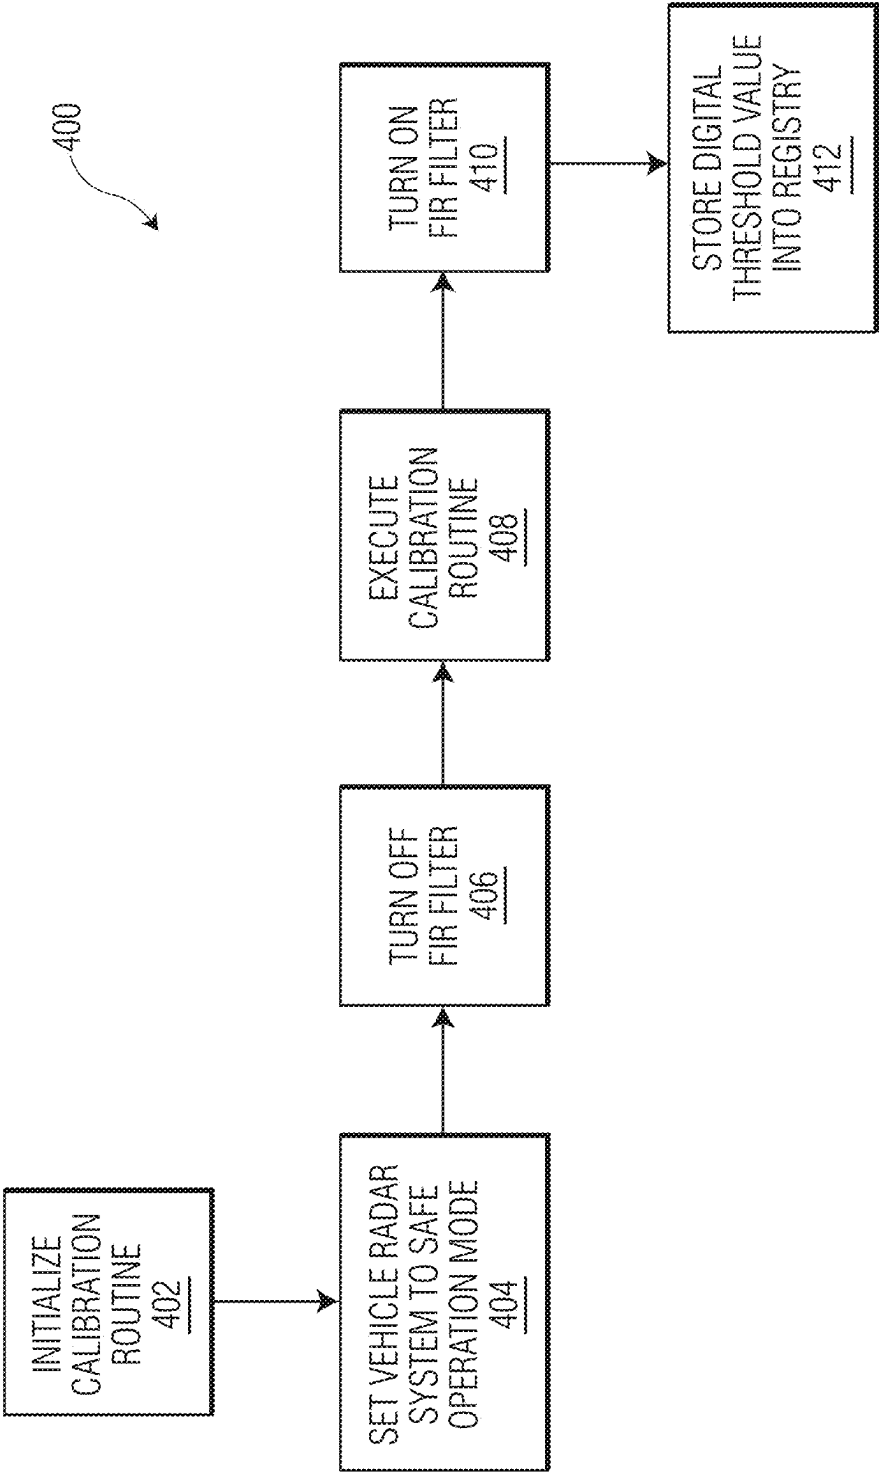 400
INITIALIZE
CALIBRATION
ROUTINE
402
SET VEHICLE RADAR
SYSTEM TO SAFE
OPERATION MODE
404
TURN OFF
FIR FILTER
406
EXECUTE
CALIBRATION
ROUTINE
408
TURN ON
FIR FILTER
410
STORE DIGITAL
THRESHOLD VALUE
INTO REGISTRY
412